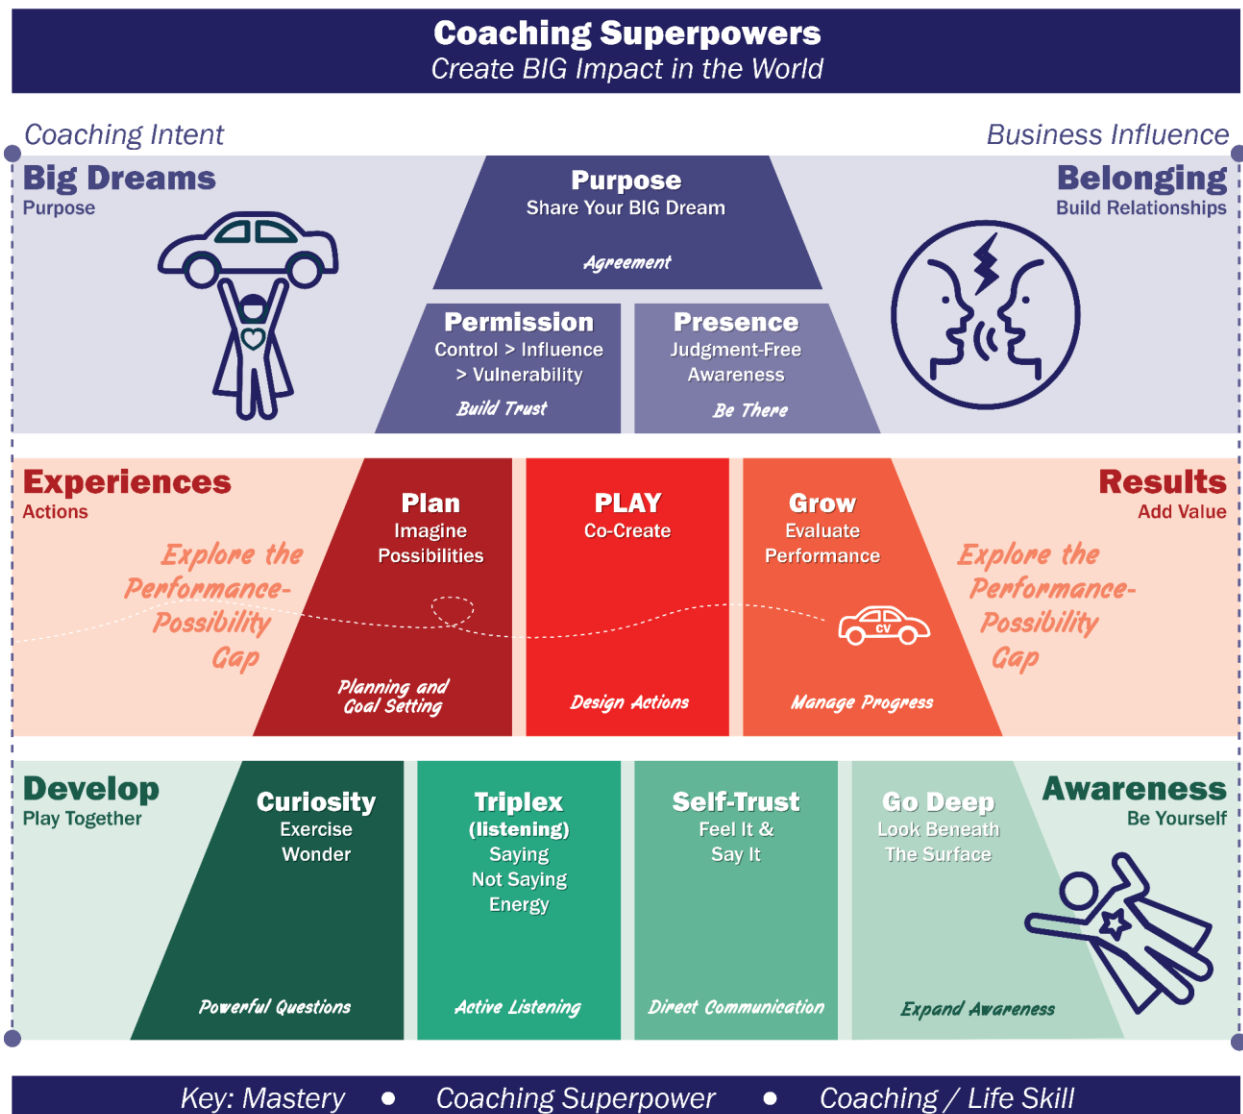 Coaching Superpowers
Create BIG Impact in the World
Coaching Intent
Business Influence
Big Dreams
Purpose
Purpose
Share Your BIG Dream
Agreement
Belonging
Build Relationships
Permission
Control > Influence
> Vulnerability
Build Trust
Presence
Judgment-Free
Awareness
Be There
Experiences
Actions
Explore the
Performance-
Possibility
Gap
Plan
Imagine
Possibilities
Planning and
Goal Setting
PLAY
Co-Create
Design Actions
Grow
Evaluate
Performance
CV
Manage Progress
Results
Add Value
Explore the
Performance-
Possibility
Gap
Develop
Play Together
Curiosity
Exercise
Wonder
Powerful Questions
Triplex
(listening)
Saying
Not Saying
Energy
Active Listening
Self-Trust
Feel It &
Say It
Direct Communication
Go Deep
Look Beneath
The Surface
Expand Awareness
Awareness
Be Yourself
Key: Mastery ● Coaching Superpower ● Coaching / Life Skill